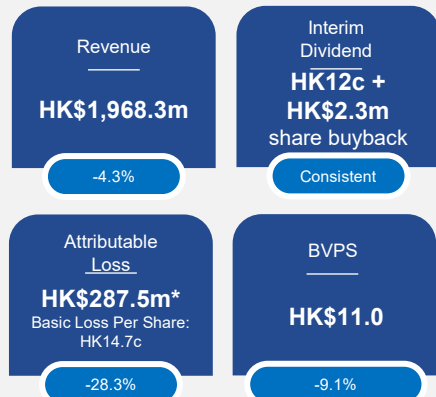 Revenue
HK$1,968.3m
-4.3%
Interim
Dividend
HK12c +
HK$2.3m
share buyback
Consistent
Attributable
Loss
HK$287.5m*
Basic Loss Per Share:
HK14.7c
-28.3%
BVPS
HK$11.0
-9.1%